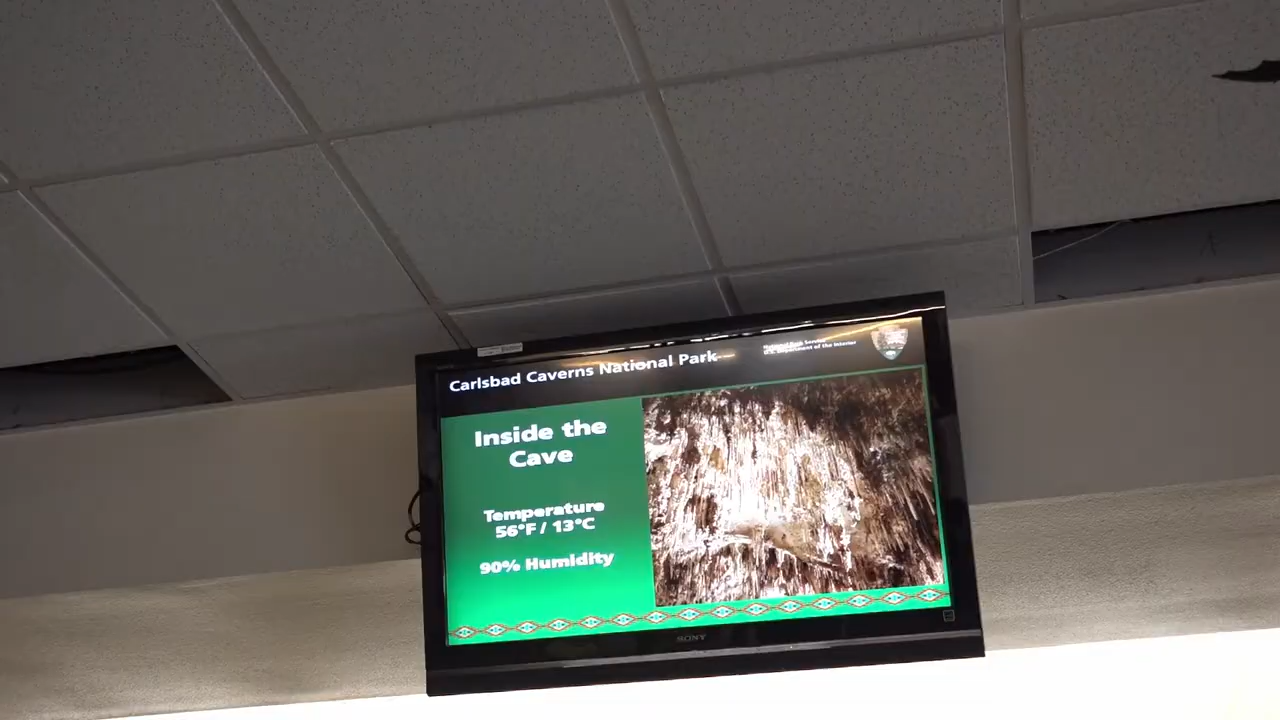 Carlsbad Caverns National Park
National Park Service
U.S. Department of the Interior
Inside the
Cave
Temperature
56°F / 13°C
90% Humidity
SONY